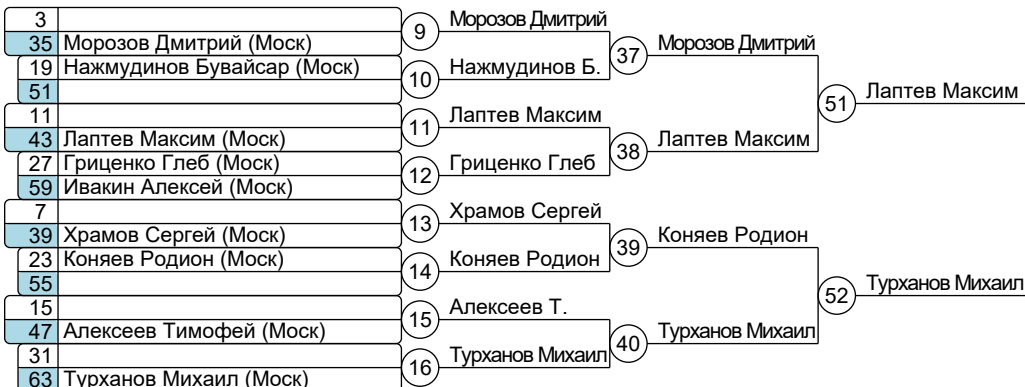 3
9
Морозов Дмитрий
35 Морозов Дмитрий (Моск)
37
Морозов Дмитрий
19 Нажмудинов Бувайсар (Моск)
10
Нажмудинов Б.
51
51
Лаптев Максим
11
11
Лаптев Максим
43 Лаптев Максим (Моск)
38
Лаптев Максим
27 Гриценко Глеб (Моск)
12
Гриценко Глеб
59 Ивакин Алексей (Моск)
7
13
Храмов Сергей
39 Храмов Сергей (Моск)
39
Коняев Родион
23 Коняев Родион (Моск)
14
Коняев Родион
55
52
Турханов Михаил
15
15
Алексеев Т.
47 Алексеев Тимофей (Моск)
40
Турханов Михаил
31
16
Турханов Михаил
63 Турханов Михаил (Моск)